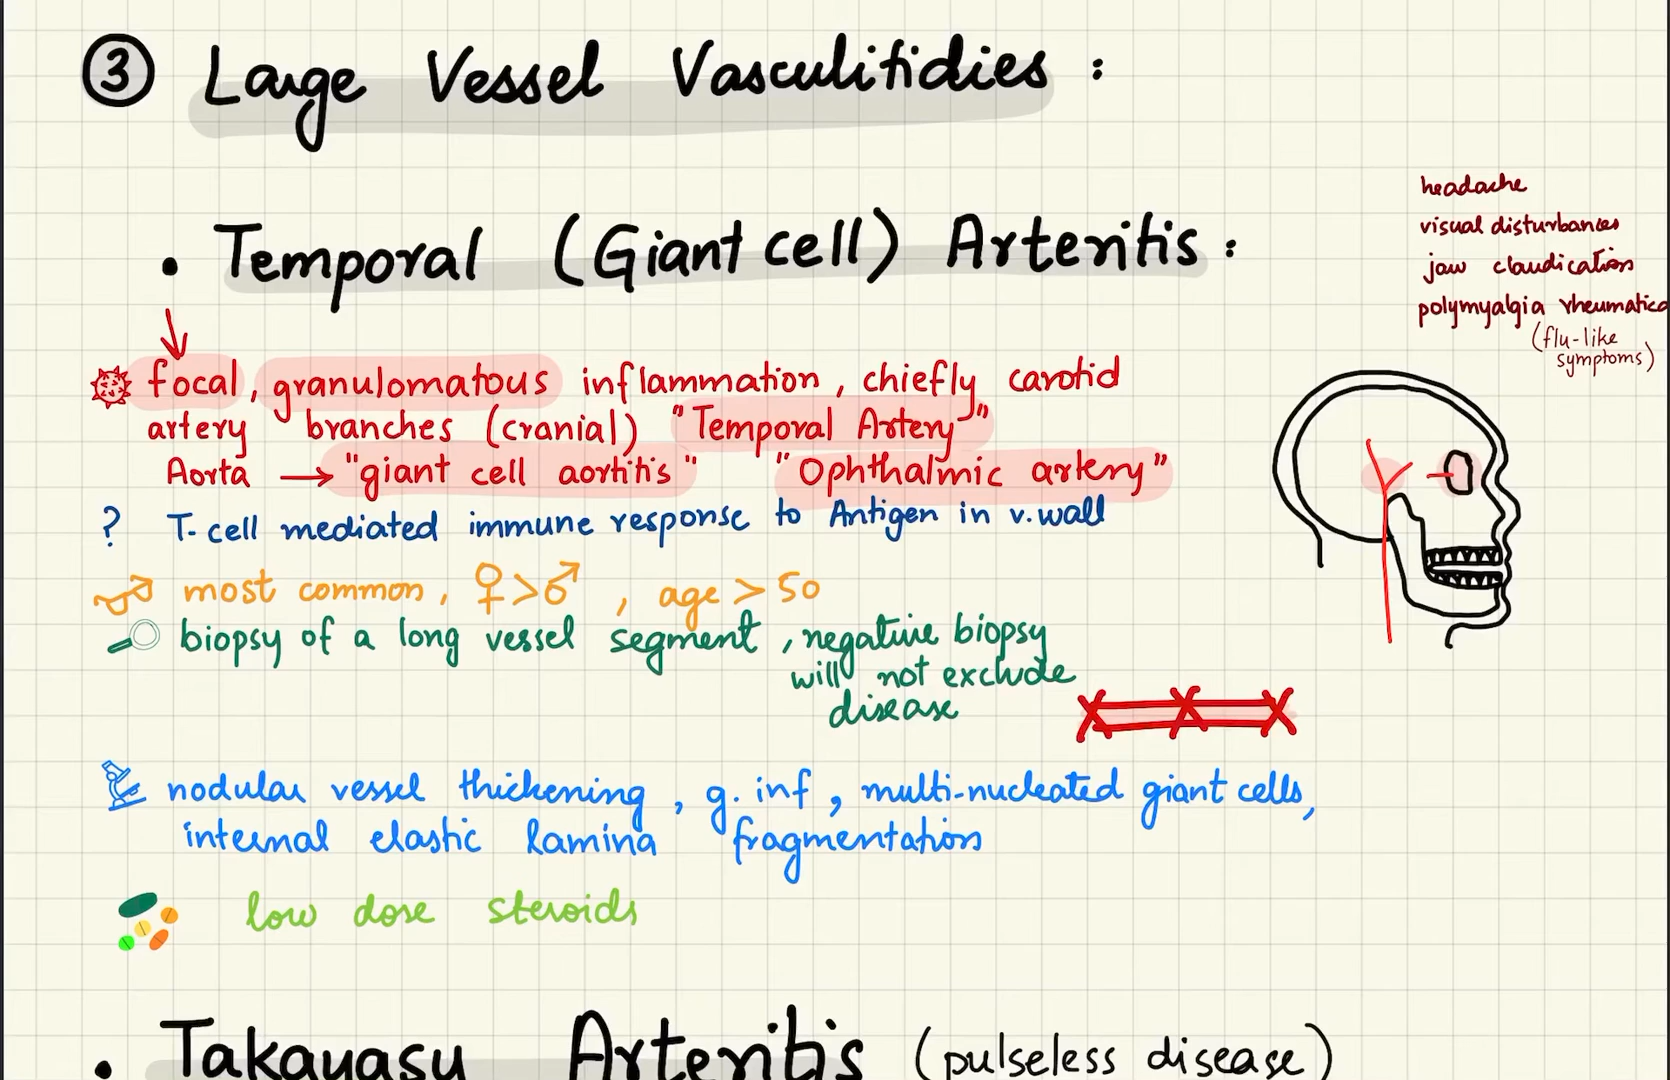 ③ Large Vessel Vasculitidies :
• Temporal (Giant cell) Arteritis :
headache
visual disturbances
jaw claudication
polymyalgia rheumatica
(flu-like
symptoms)
focal, granulomatous inflammation, chiefly carotid
artery branches (cranial) "Temporal Artery"
Aorta → "giant cell aortitis" "Ophthalmic artery"
? T-cell mediated immune response to Antigen in v.wall
most common, ♀>♂, age > 50
biopsy of a long vessel segment, negative biopsy
will not exclude
disease
nodular vessel thickening, g. inf, multi-nucleated giant cells,
internal elastic lamina fragmentation
low dose steroids
• Takayasu Arteritis (pulseless disease)